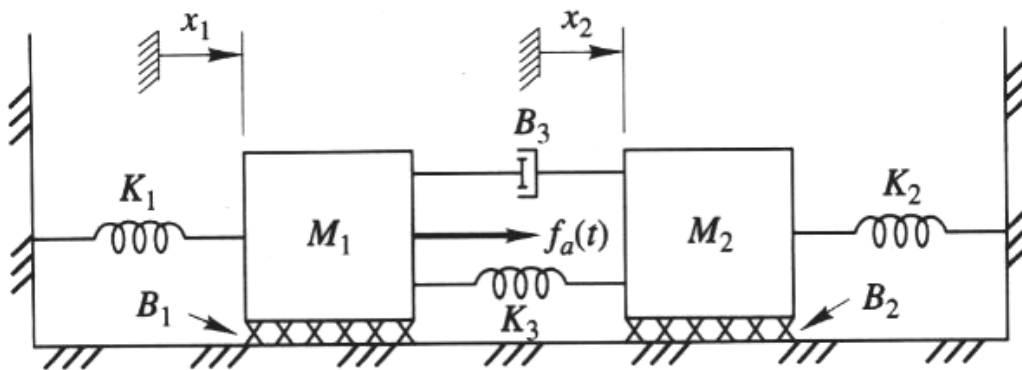 x₁
x₂
B₃
K₁
K₂
M₁
fₐ(t)
M₂
B₁
K₃
B₂